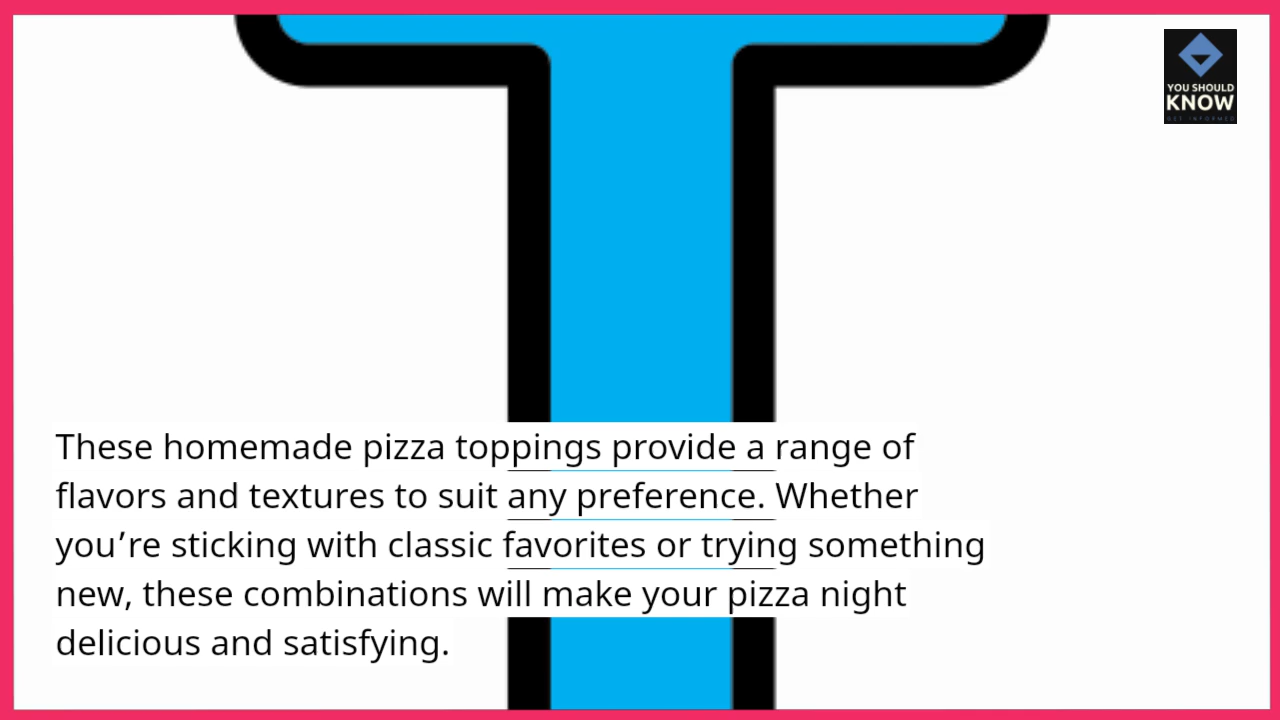 YOU SHOULD
KNOW
GET INFORMED
These homemade pizza toppings provide a range of
flavors and textures to suit any preference. Whether
you’re sticking with classic favorites or trying something
new, these combinations will make your pizza night
delicious and satisfying.